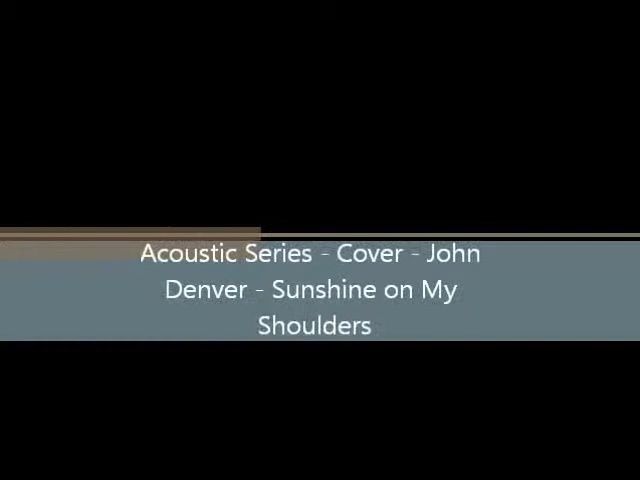 Acoustic Series - Cover - John
Denver - Sunshine on My
Shoulders